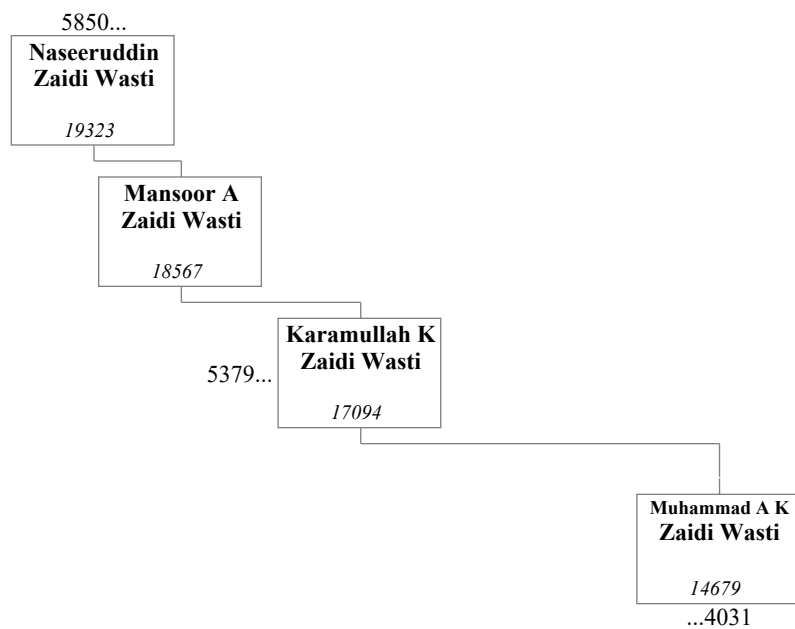 5850...
Naseeruddin
Zaidi Wasti
19323
Mansoor A
Zaidi Wasti
18567
Karamullah K
Zaidi Wasti
5379...
17094
Muhammad A K
Zaidi Wasti
14679
...4031